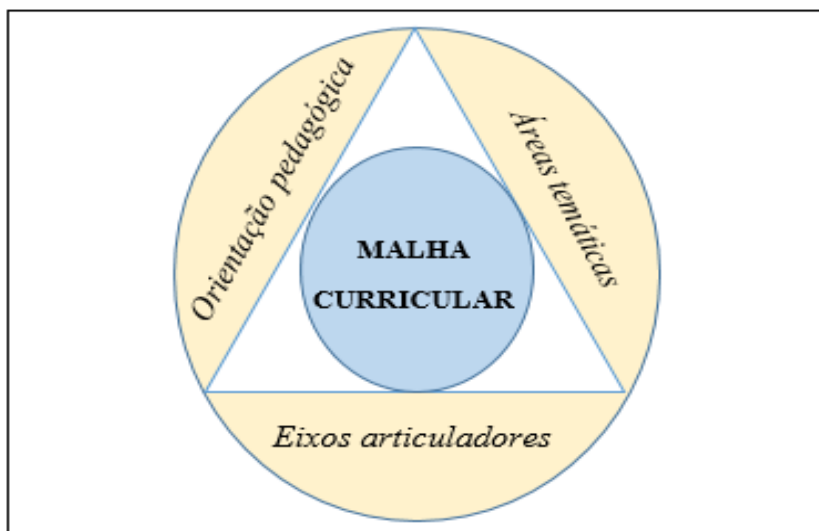 Orientação pedagógica
Áreas temáticas
MALHA
CURRICULAR
Eixos articuladores